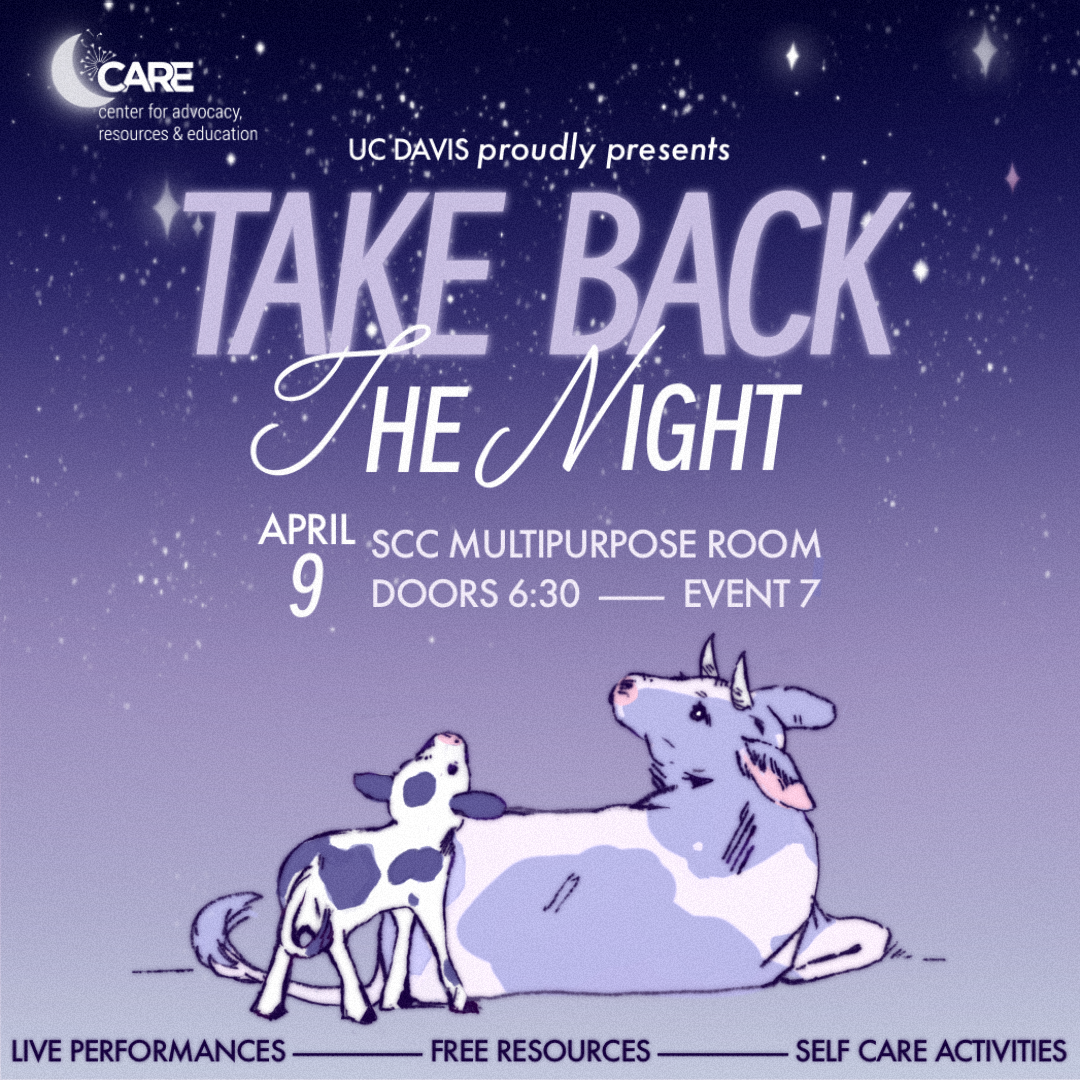 CARE
center for advocacy,
resources & education
UC DAVIS proudly presents
TAKE BACK
THE NIGHT
APRIL
9
SCC MULTIPURPOSE ROOM
DOORS 6:30 —— EVENT 7
LIVE PERFORMANCES —— FREE RESOURCES —— SELF CARE ACTIVITIES